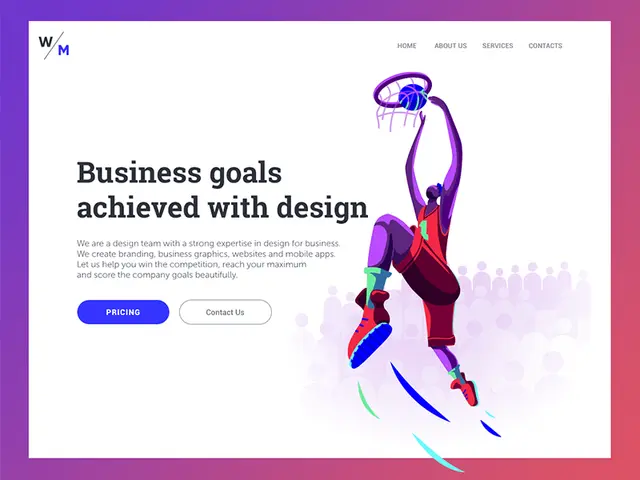 W/M
HOME ABOUT US SERVICES CONTACTS
Business goals
achieved with design
We are a design team with a strong expertise in design for business.
We create branding, business graphics, websites and mobile apps.
Let us help you win the competition, reach your maximum
and score the company goals beautifully.
PRICING Contact Us
1